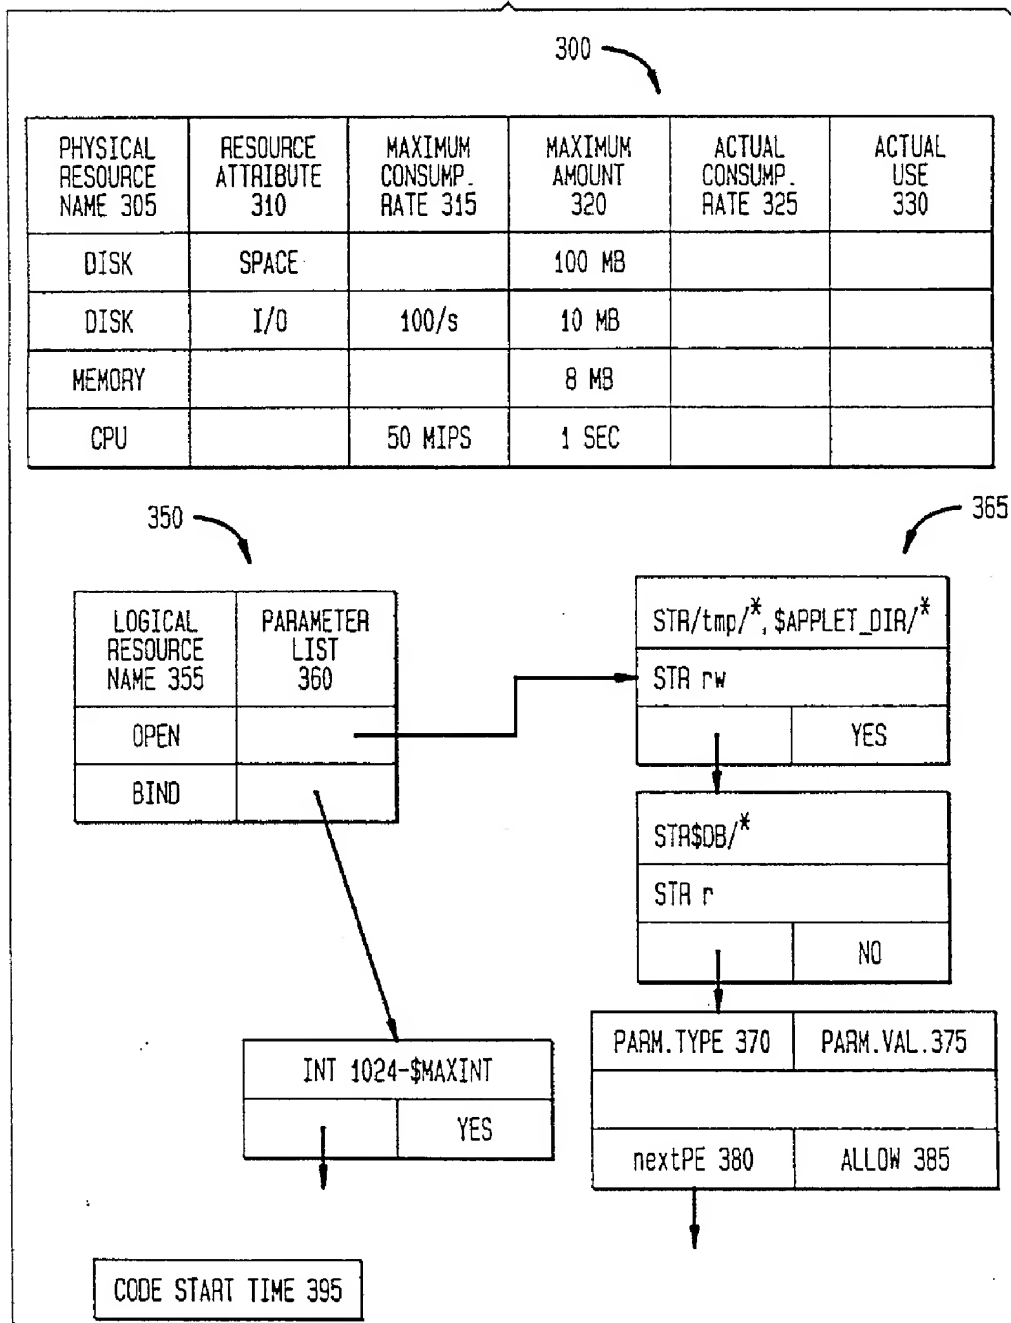 300
PHYSICAL RESOURCE NAME 305
RESOURCE ATTRIBUTE 310
MAXIMUM CONSUMP. RATE 315
MAXIMUM AMOUNT 320
ACTUAL CONSUMP. RATE 325
ACTUAL USE 330
DISK SPACE 100 MB
DISK I/O 100/s 10 MB
MEMORY 8 MB
CPU 50 MIPS 1 SEC
350
365
LOGICAL RESOURCE NAME 355
PARAMETER LIST 360
OPEN
BIND
STR/tmp/*, $APPLET_DIR/*
STR rw
YES
STR$DB/*
STR r
NO
PARM.TYPE 370 PARM.VAL.375
nextPE 380 ALLOW 385
INT 1024-$MAXINT
YES
CODE START TIME 395